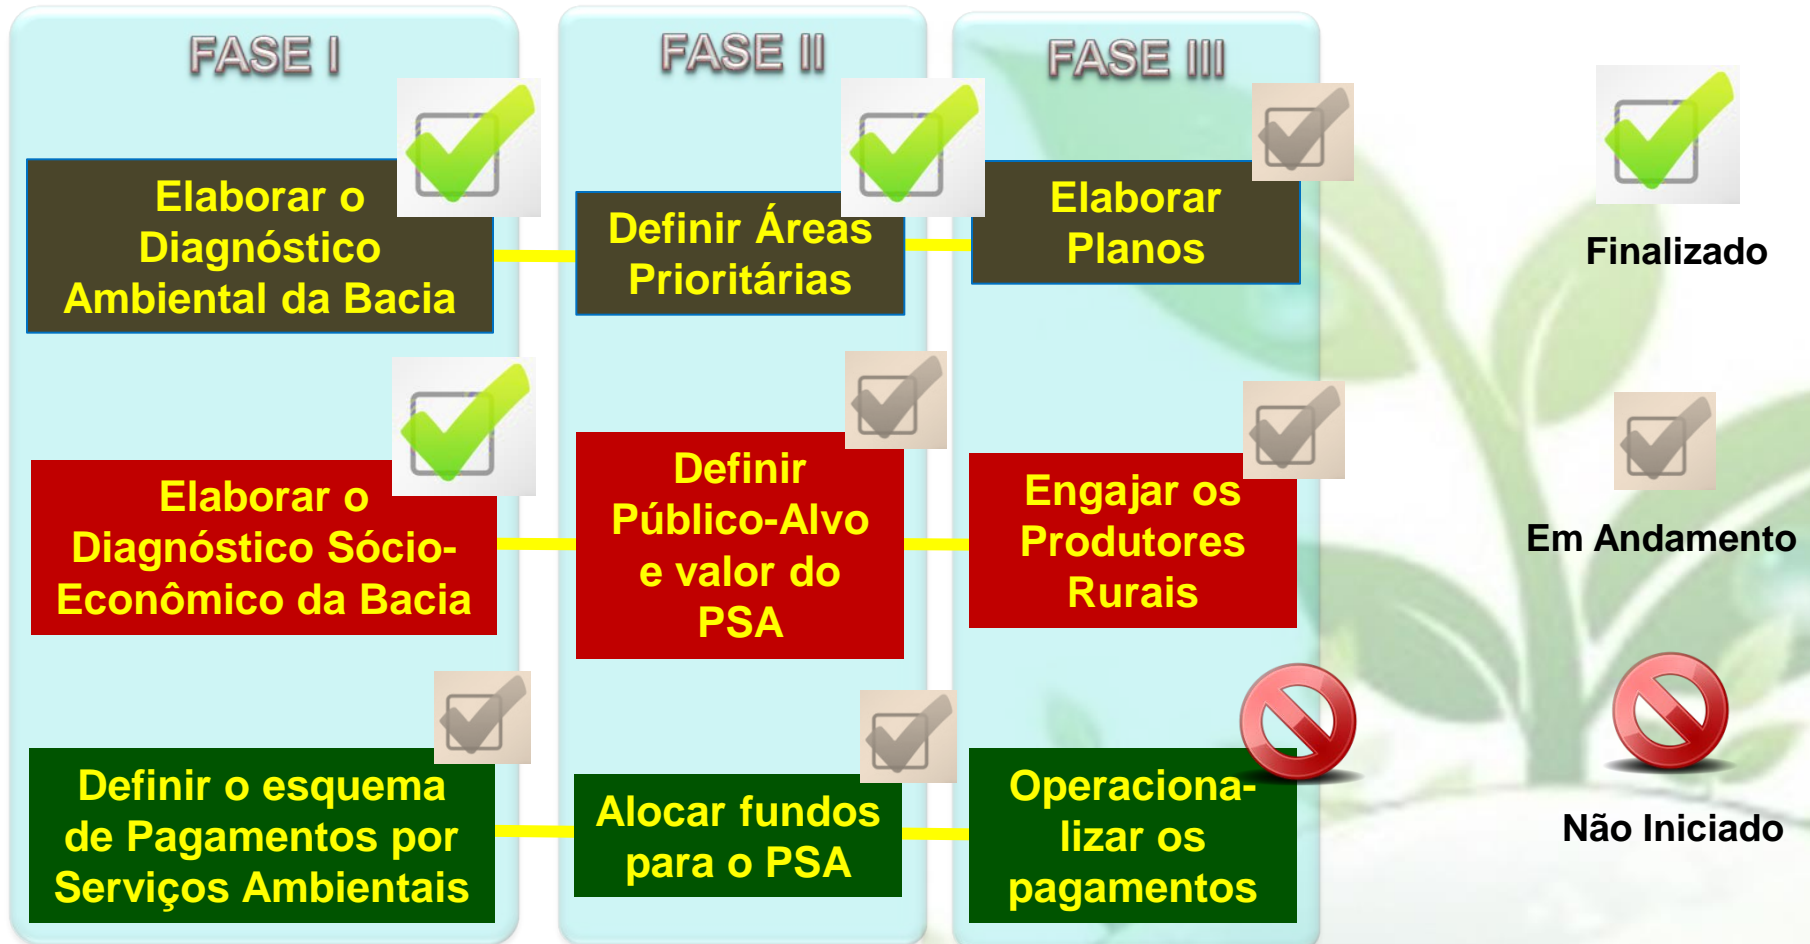 FASE I
Elaborar o
Diagnóstico
Ambiental da Bacia
Elaborar o
Diagnóstico Sócio-
Econômico da Bacia
Definir o esquema
de Pagamentos por
Serviços Ambientais
FASE II
Definir Áreas
Prioritárias
Definir
Público-Alvo
e valor do
PSA
Alocar fundos
para o PSA
FASE III
Elaborar
Planos
Engajar os
Produtores
Rurais
Operaciona-
lizar os
pagamentos
Finalizado
Em Andamento
Não Iniciado